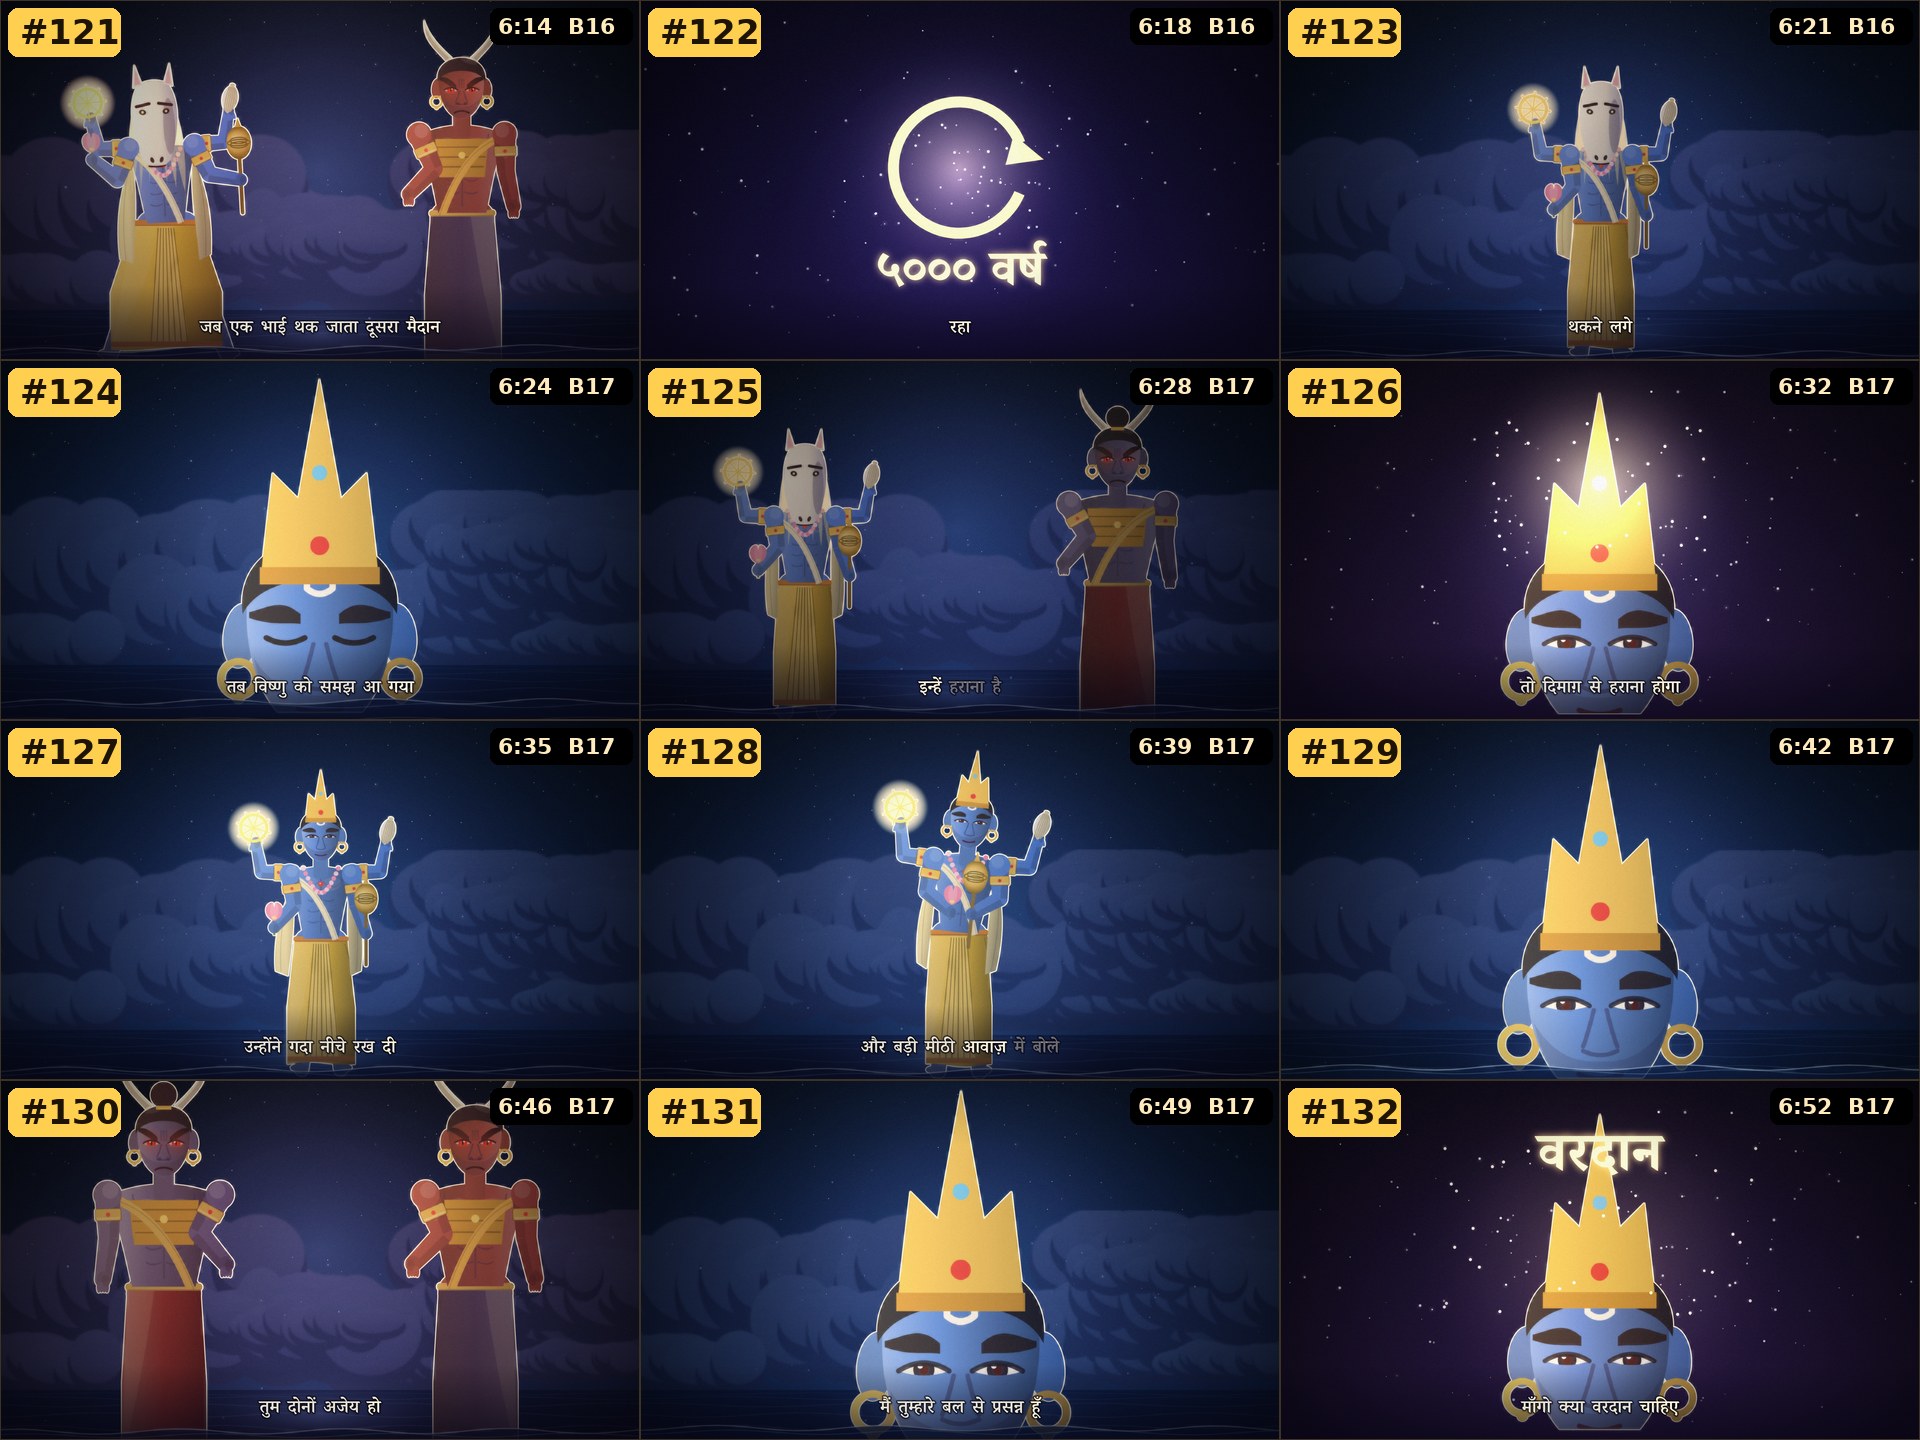 #121
6:14 B16
जब एक भाई थक जाता दूसरा मैदान
#122
6:18 B16
५००० वर्ष
रहा
#123
6:21 B16
थकने लगे
#124
6:24 B17
तब विष्णु को समझ आ गया
#125
6:28 B17
इन्हें हराना है
#126
6:32 B17
तो दिमाग़ से हराना होगा
#127
6:35 B17
उन्होंने गदा नीचे रख दी
#128
6:39 B17
और बड़ी मीठी आवाज़ में बोले
#129
6:42 B17
#130
6:46 B17
तुम दोनों अजेय हो
#131
6:49 B17
मैं तुम्हारे बल से प्रसन्न हूँ
#132
6:52 B17
वरदान
माँगो क्या वरदान चाहिए